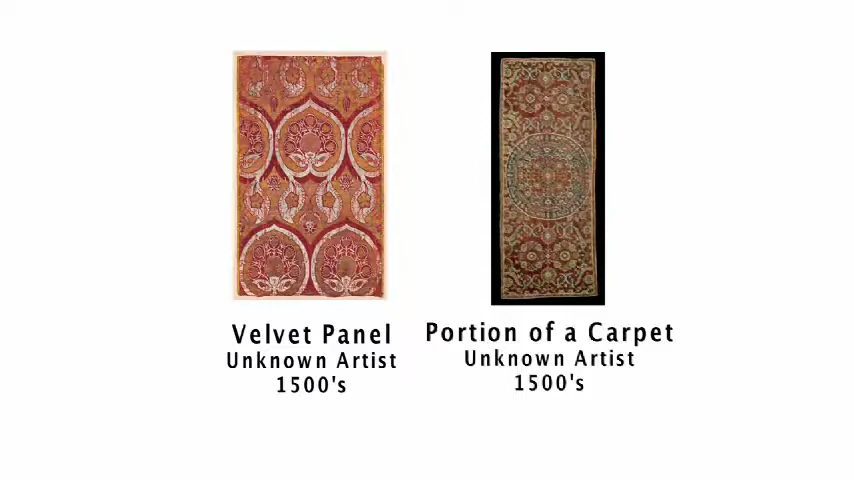 Velvet Panel
Unknown Artist
1500's
Portion of a Carpet
Unknown Artist
1500's